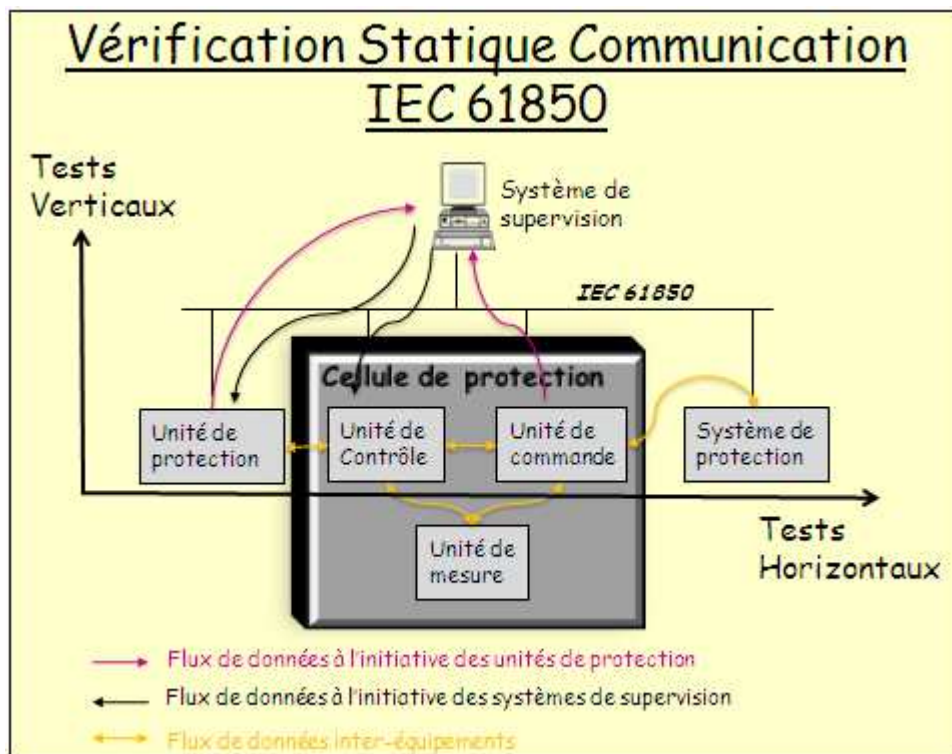 Vérification Statique Communication
IEC 61850
Tests
Verticaux
Système de
supervision
IEC 61850
Cellule de protection
Unité de
protection
Unité de
Contrôle
Unité de
commande
Système de
protection
Unité de
mesure
Tests
Horizontaux
Flux de données à l'initiative des unités de protection
Flux de données à l'initiative des systèmes de supervision
Flux de données inter-équipements